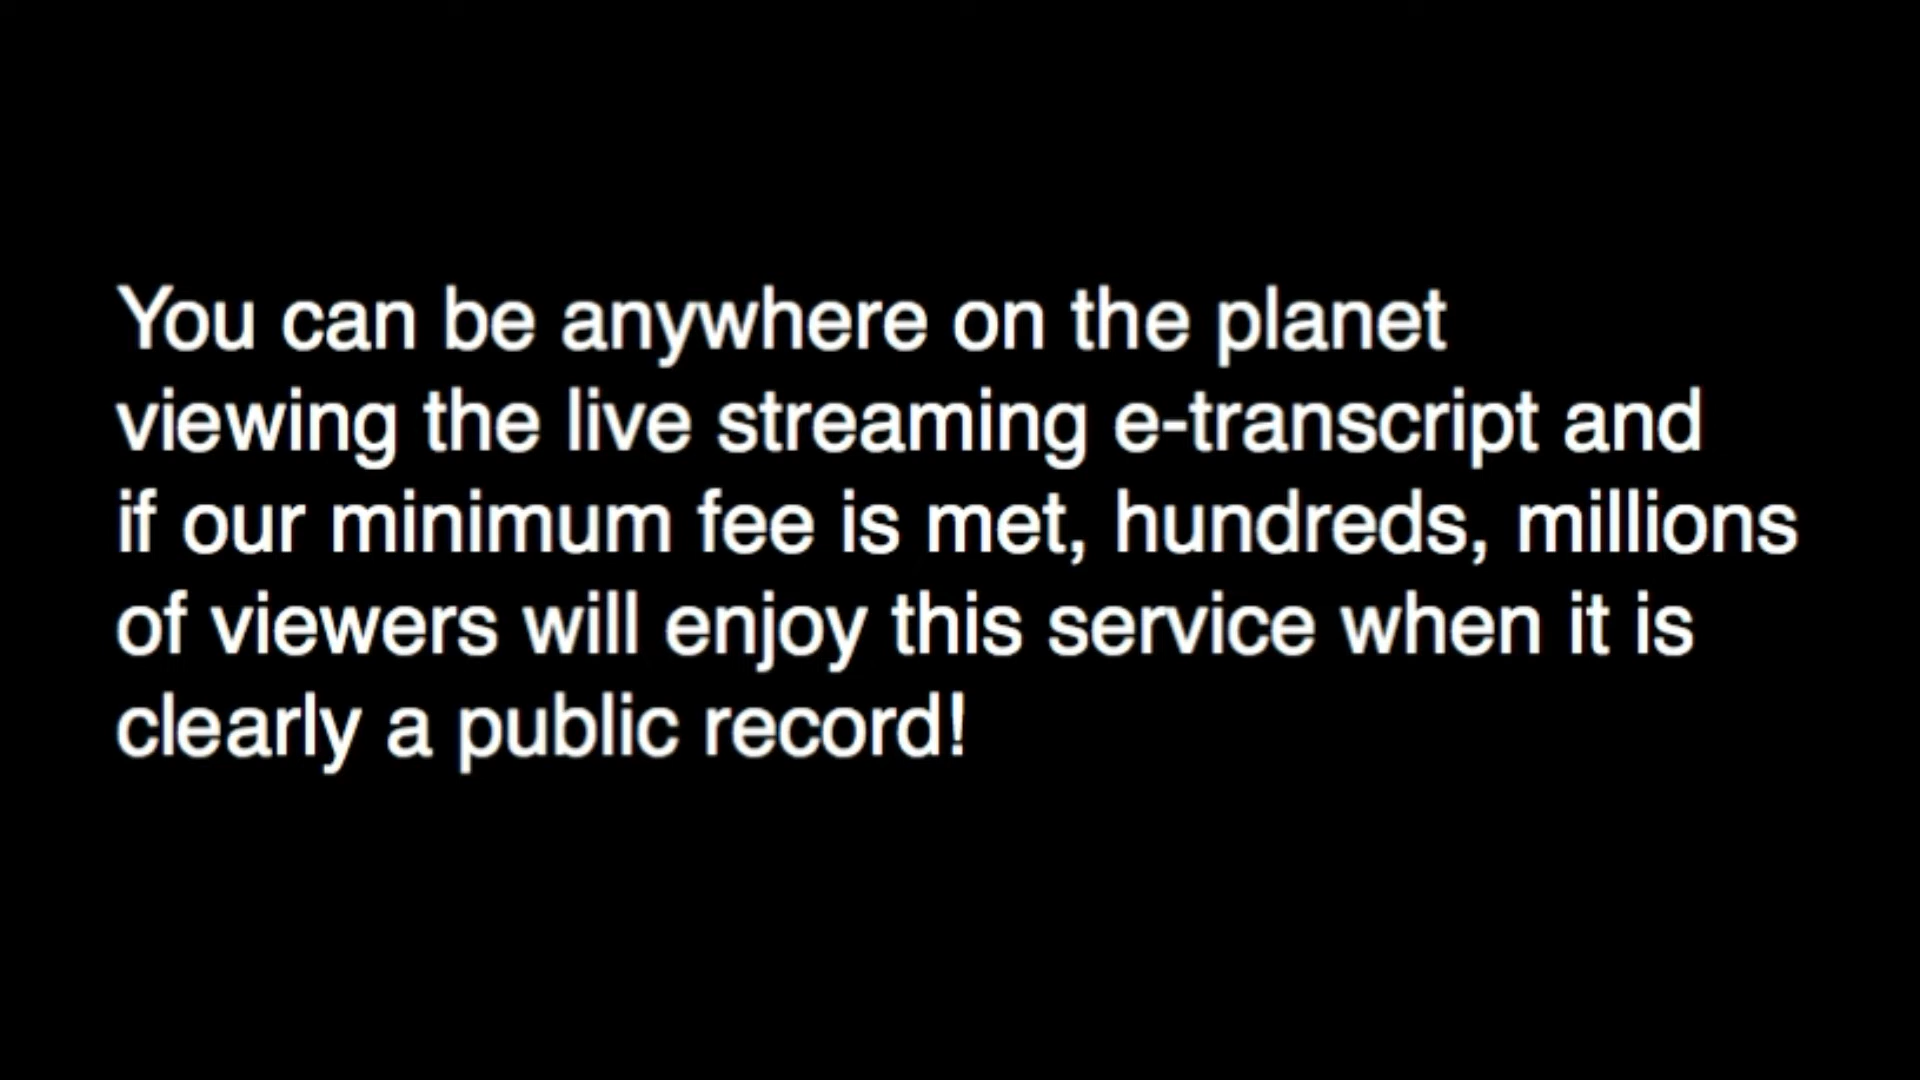 You can be anywhere on the planet
viewing the live streaming e-transcript and
if our minimum fee is met, hundreds, millions
of viewers will enjoy this service when it is
clearly a public record!